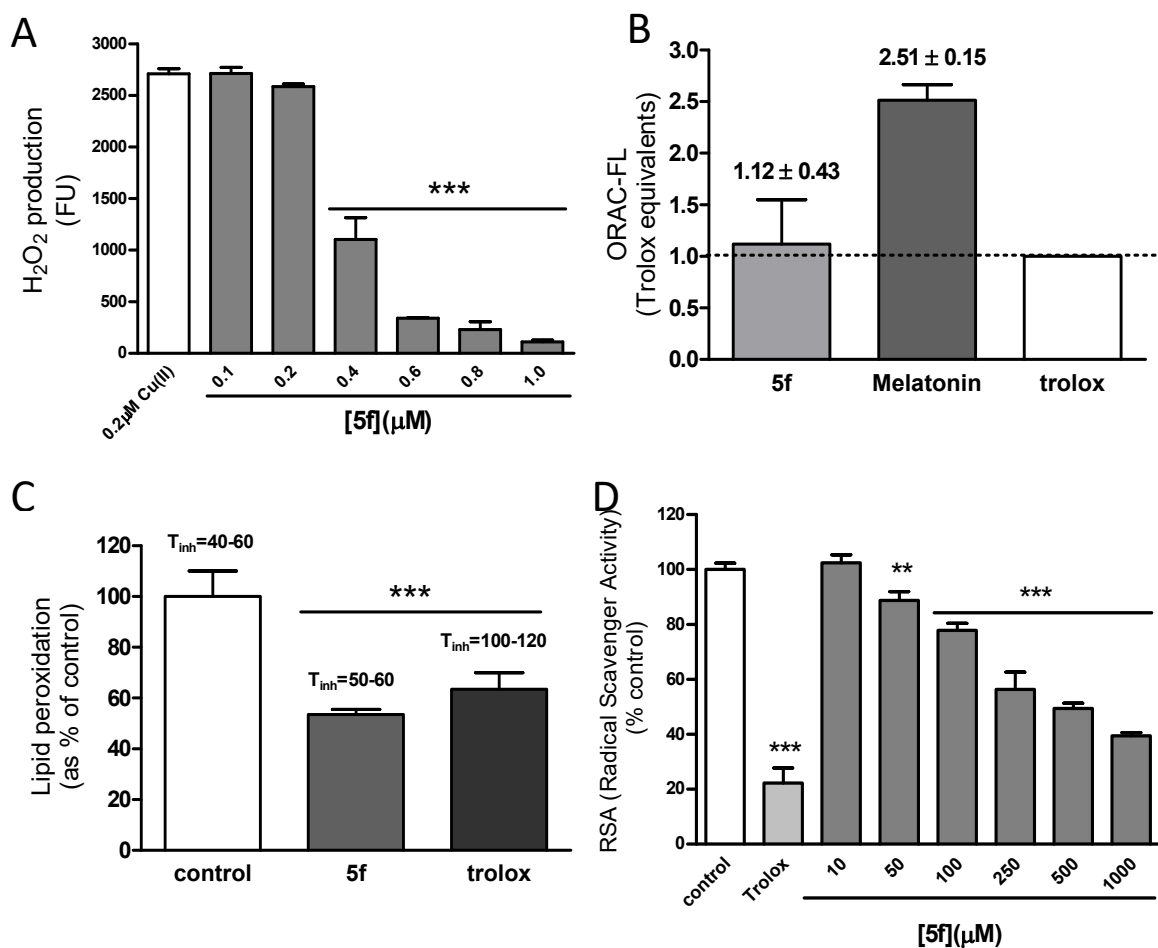 A
H₂O₂ production
(FU)
3000
2500
2000
1500
1000
500
0
***
0.2µM Cu(II)
0.1
0.2
0.4
0.6
0.8
1.0
[5f](µM)
B
ORAC-FL
(Trolox equivalents)
3.0
2.5
2.0
1.5
1.0
0.5
0.0
1.12 ± 0.43
2.51 ± 0.15
5f
Melatonin
trolox
C
Lipid peroxidation
(as % of control)
120
100
80
60
40
20
0
Tinh=40-60
***
Tinh=50-60
Tinh=100-120
control
5f
trolox
D
RSA (Radical Scavenger Activity)
(% control)
120
100
80
60
40
20
0
***
**
***
control
Trolox
10
50
100
250
500
1000
[5f](µM)